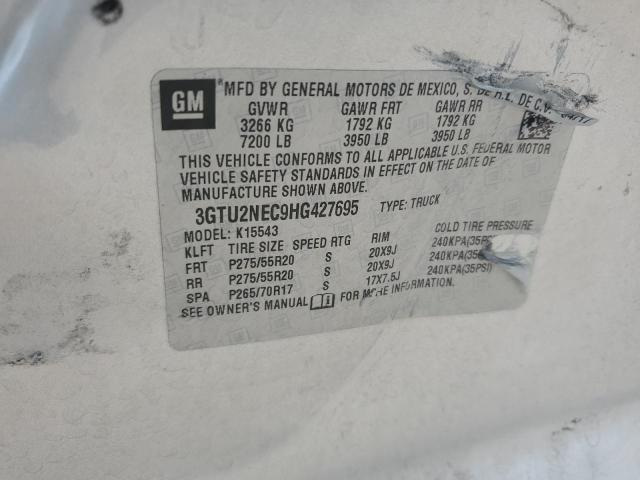 GM
MFD BY GENERAL MOTORS DE MEXICO, S. DE R.L. DE C.V. 04/17
GVWR GAWR FRT GAWR RR
3266 KG 1792 KG 1792 KG
7200 LB 3950 LB 3950 LB
THIS VEHICLE CONFORMS TO ALL APPLICABLE U.S. FEDERAL MOTOR
VEHICLE SAFETY STANDARDS IN EFFECT ON THE DATE OF
MANUFACTURE SHOWN ABOVE.
3GTU2NEC9HG427695 TYPE: TRUCK
MODEL: K15543
KLFT TIRE SIZE SPEED RTG RIM COLD TIRE PRESSURE
FRT P275/55R20 S 20X9J 240KPA(35PSI
RR P275/55R20 S 20X9J 240KPA(35
SPA P265/70R17 S 17X7.5J 240KPA(35PSI)
SEE OWNER'S MANUAL FOR MORE INFORMATION.